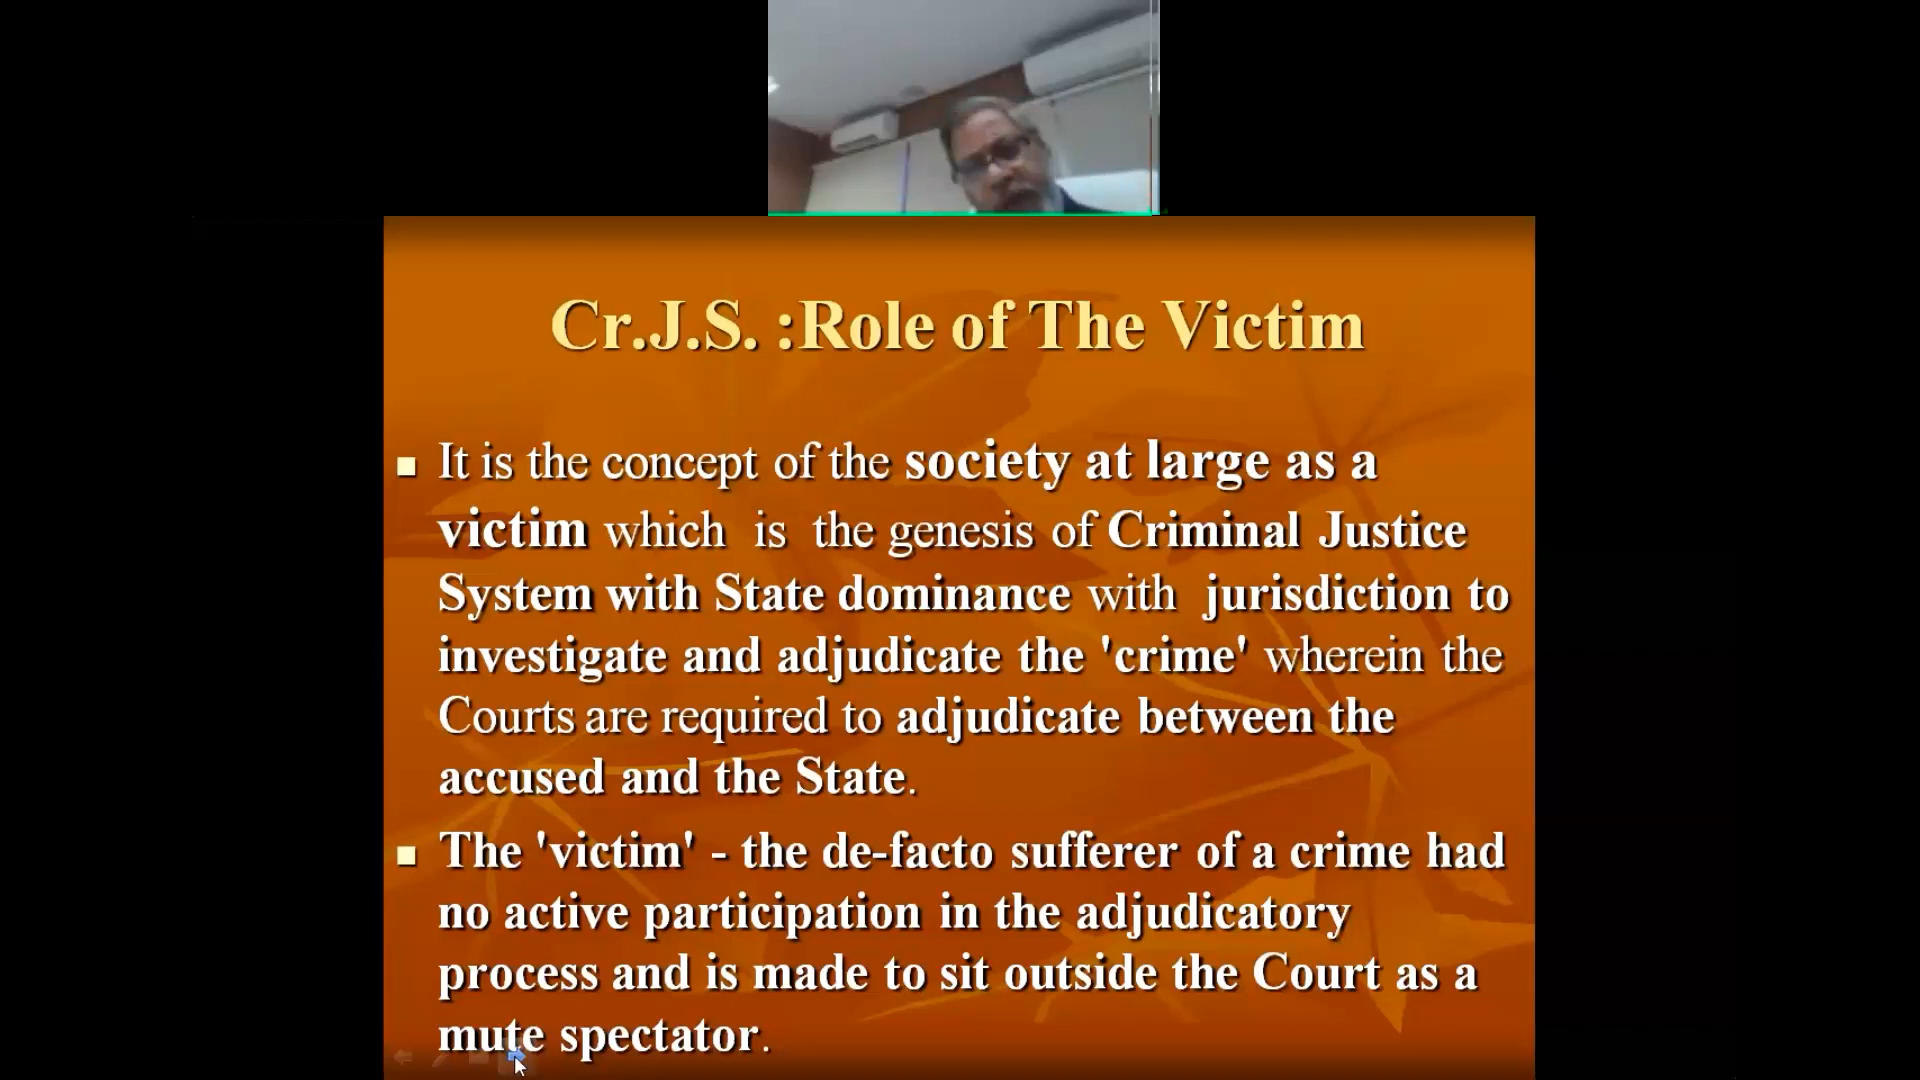 Cr.J.S. :Role of The Victim
It is the concept of the society at large as a
victim which is the genesis of Criminal Justice
System with State dominance with jurisdiction to
investigate and adjudicate the 'crime' wherein the
Courts are required to adjudicate between the
accused and the State.
The 'victim' - the de-facto sufferer of a crime had
no active participation in the adjudicatory
process and is made to sit outside the Court as a
mute spectator.